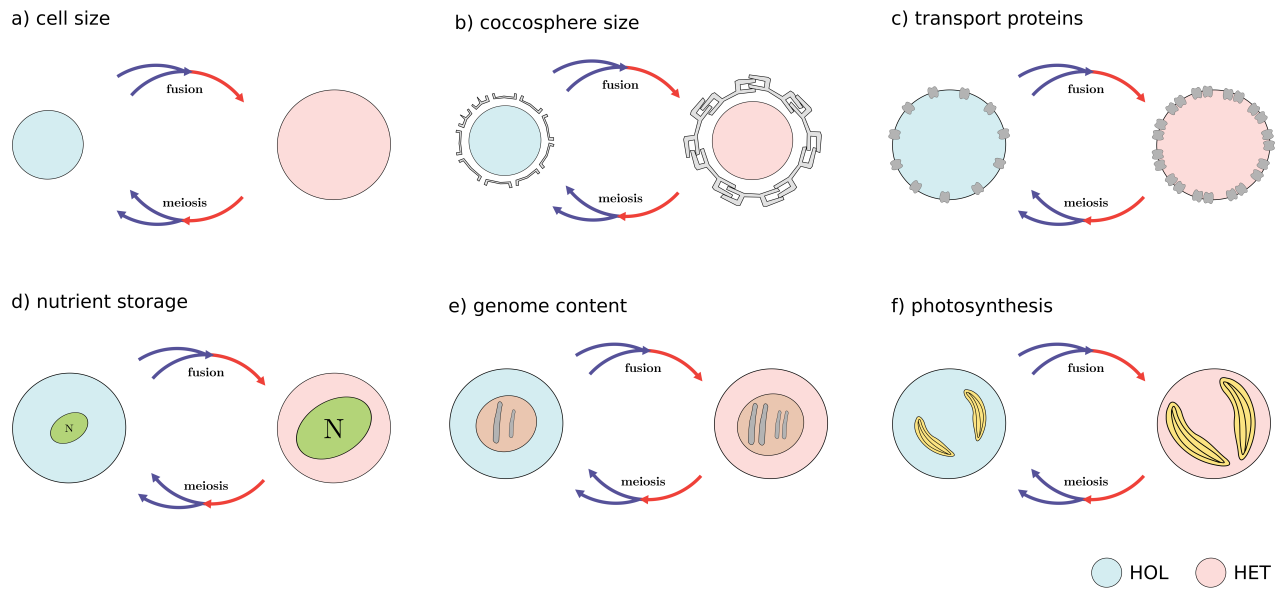 a) cell size
fusion
meiosis
b) coccosphere size
fusion
meiosis
c) transport proteins
fusion
meiosis
d) nutrient storage
fusion
N
N
meiosis
e) genome content
fusion
meiosis
f) photosynthesis
fusion
meiosis
HOL
HET